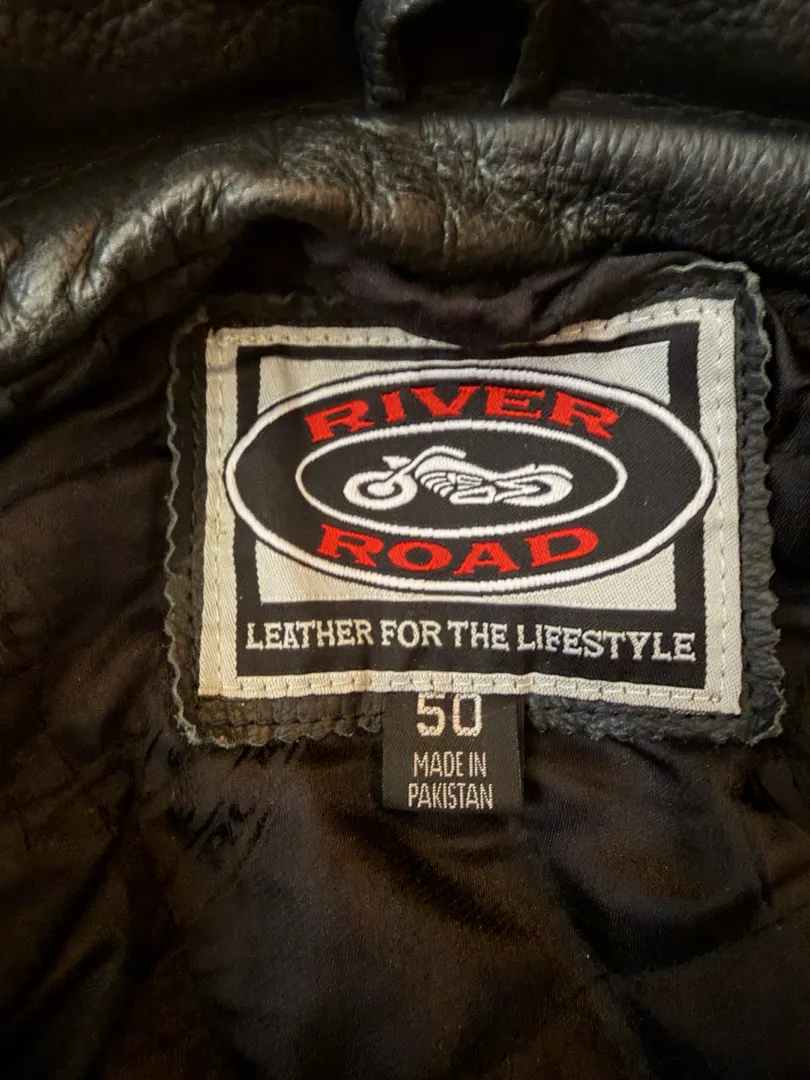 RIVER
ROAD
LEATHER FOR THE LIFESTYLE
50
MADE IN
PAKISTAN